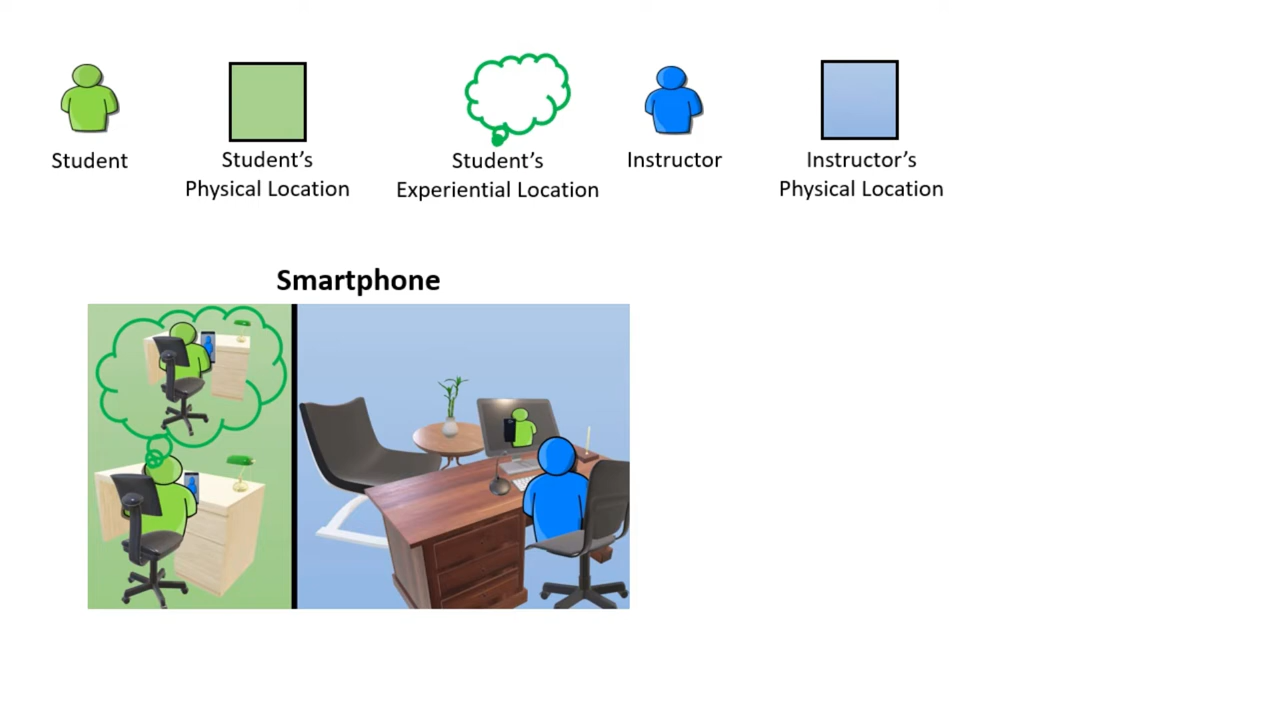 Student
Student's
Physical Location
Student's
Experiential Location
Instructor
Instructor's
Physical Location
Smartphone